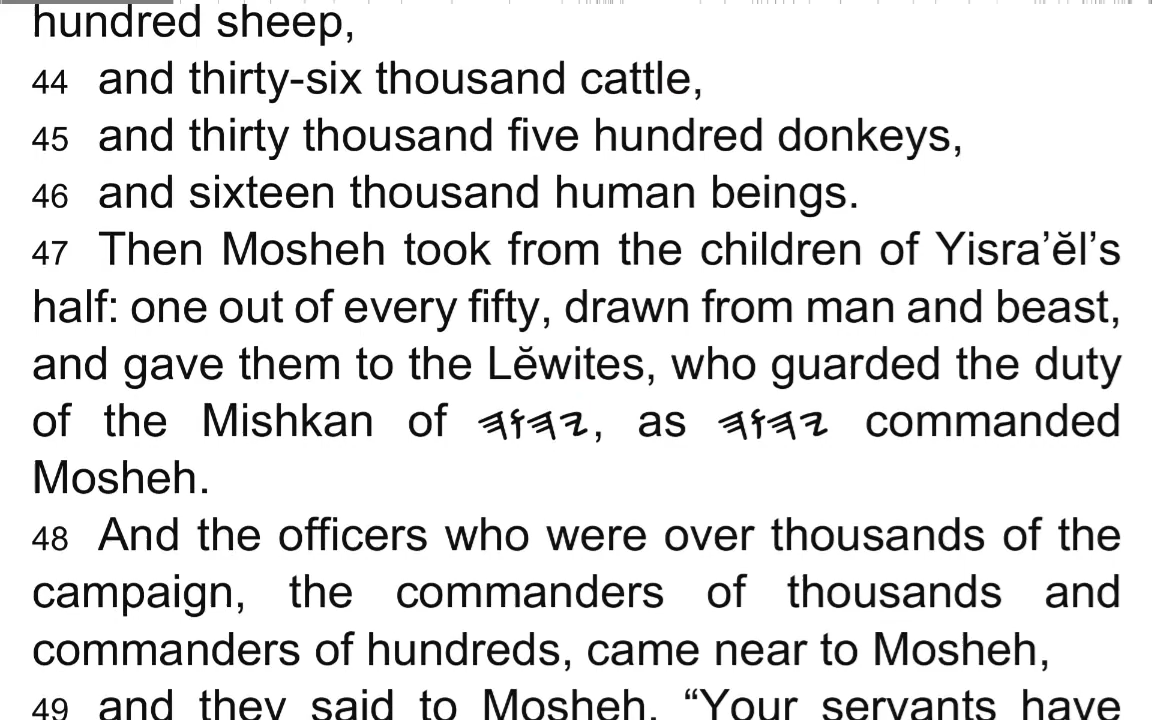 hundred sheep,
44 and thirty-six thousand cattle,
45 and thirty thousand five hundred donkeys,
46 and sixteen thousand human beings.
47 Then Mosheh took from the children of Yisra’ĕl’s
half: one out of every fifty, drawn from man and beast,
and gave them to the Lĕwites, who guarded the duty
of the Mishkan of 𐤉𐤄𐤅𐤄, as 𐤉𐤄𐤅𐤄 commanded
Mosheh.
48 And the officers who were over thousands of the
campaign, the commanders of thousands and
commanders of hundreds, came near to Mosheh,
49 and they said to Mosheh, “Your servants have